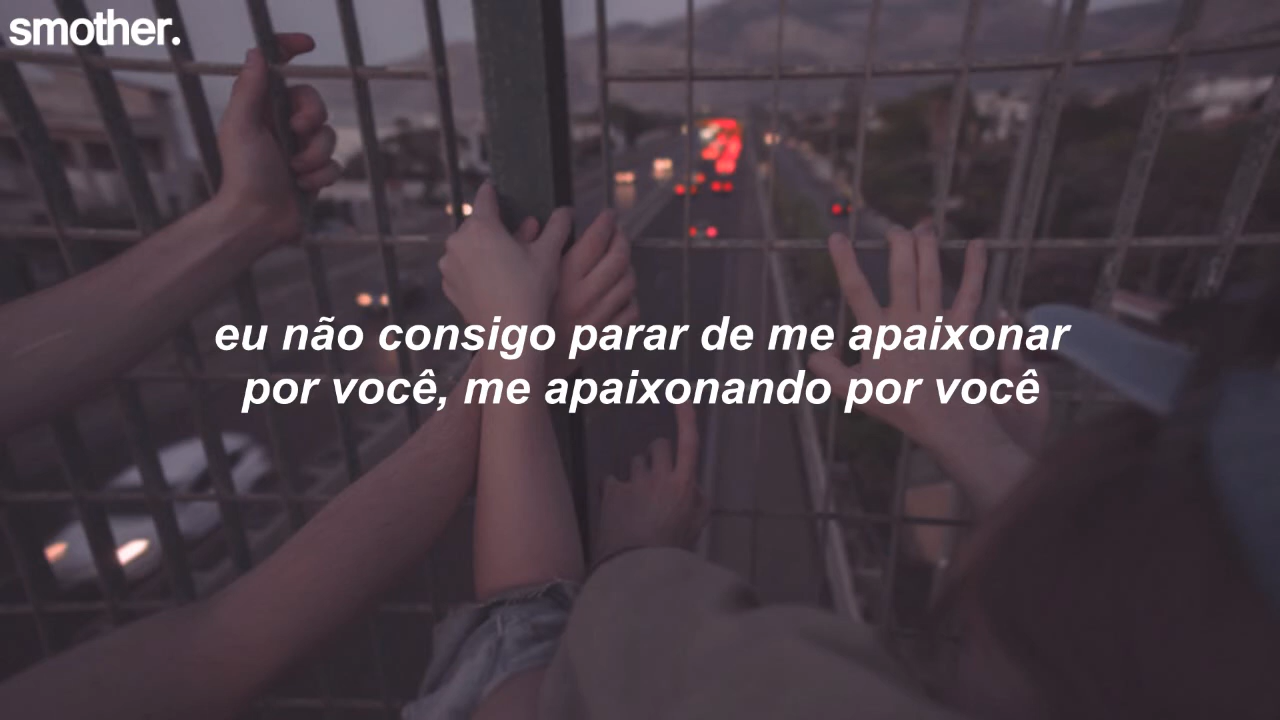 smother.
eu não consigo parar de me apaixonar
por você, me apaixonando por você